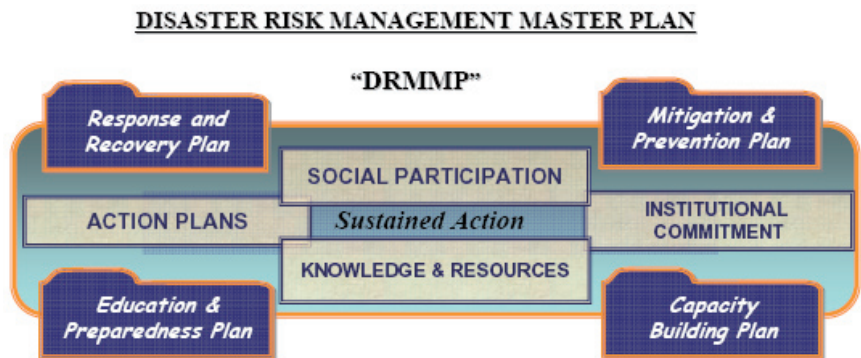 DISASTER RISK MANAGEMENT MASTER PLAN
“DRMMP”
Response and
Recovery Plan
Mitigation &
Prevention Plan
SOCIAL PARTICIPATION
ACTION PLANS
Sustained Action
INSTITUTIONAL
COMMITMENT
KNOWLEDGE & RESOURCES
Education &
Preparedness Plan
Capacity
Building Plan